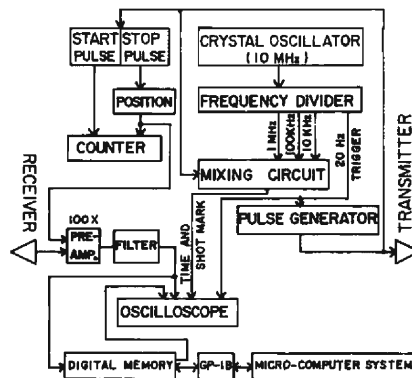 START STOP
PULSE PULSE
CRYSTAL OSCILLATOR
(10 MHz)
POSITION
FREQUENCY DIVIDER
COUNTER
1 MHz
100KHz
10 KHz
20 Hz
TRIGGER
MIXING CIRCUIT
RECEIVER
TRANSMITTER
100X
PRE-
AMP.
FILTER
TIME AND
SHOT MARK
PULSE GENERATOR
OSCILLOSCOPE
DIGITAL MEMORY
GP-IB
MICRO-COMPUTER SYSTEM